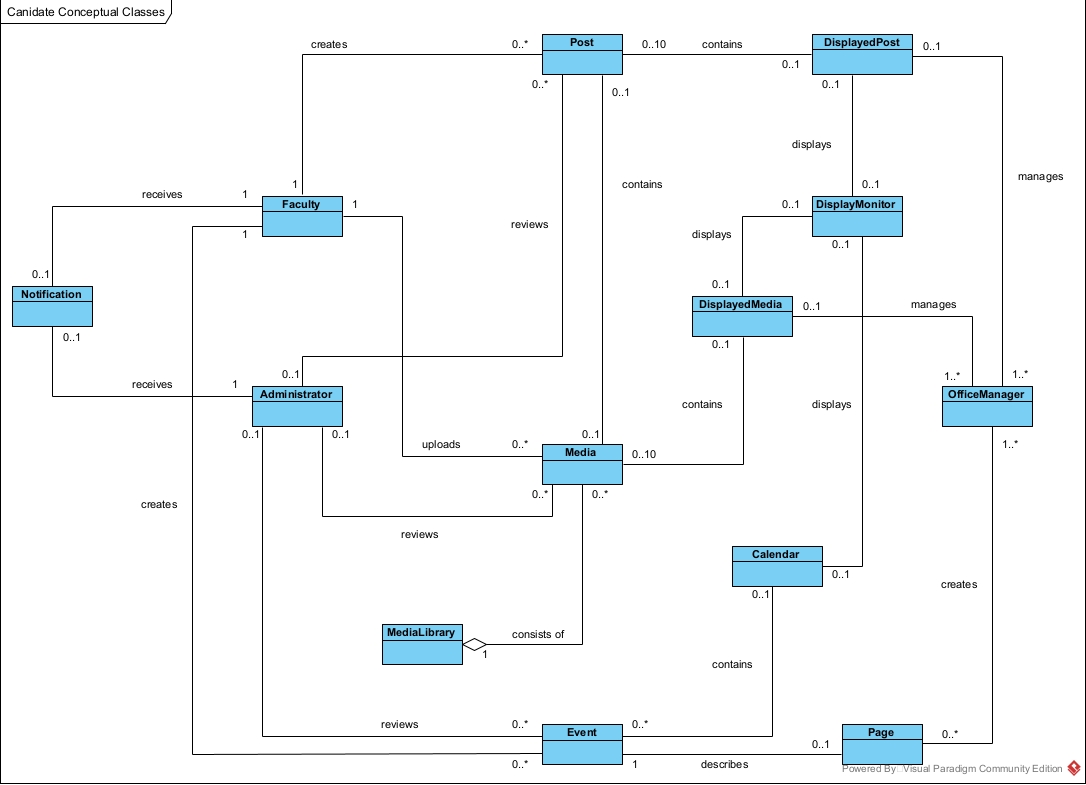 Canidate Conceptual Classes
creates
0..*
Post
0..10
contains
0..1
DisplayedPost
0..1
0..*
0..1
0..1
displays
manages
contains
1
receives
1
Faculty
1
0..1
0..1
DisplayMonitor
reviews
displays
1
0..1
0..1
Notification
0..1
0..1
DisplayedMedia
0..1
manages
0..1
receives
1
0..1
Administrator
0..1
0..1
contains
displays
1..*
1..*
OfficeManager
1..*
uploads
0..*
0..1
Media
0..10
0..*
0..*
creates
reviews
Calendar
0..1
0..1
creates
MediaLibrary
1
consists of
contains
reviews
0..*
Event
0..*
0..*
1
describes
0..1
Page
0..*
Powered By: Visual Paradigm Community Edition